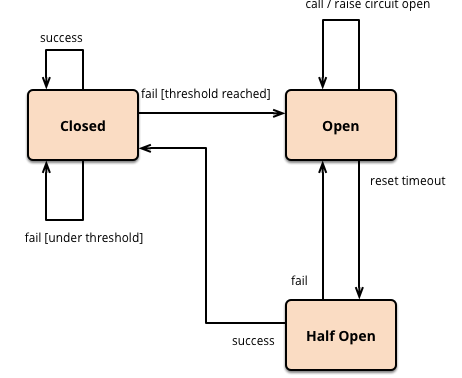 call / raise circuit open
success
fail [threshold reached]
Closed
Open
reset timeout
fail [under threshold]
fail
Half Open
success